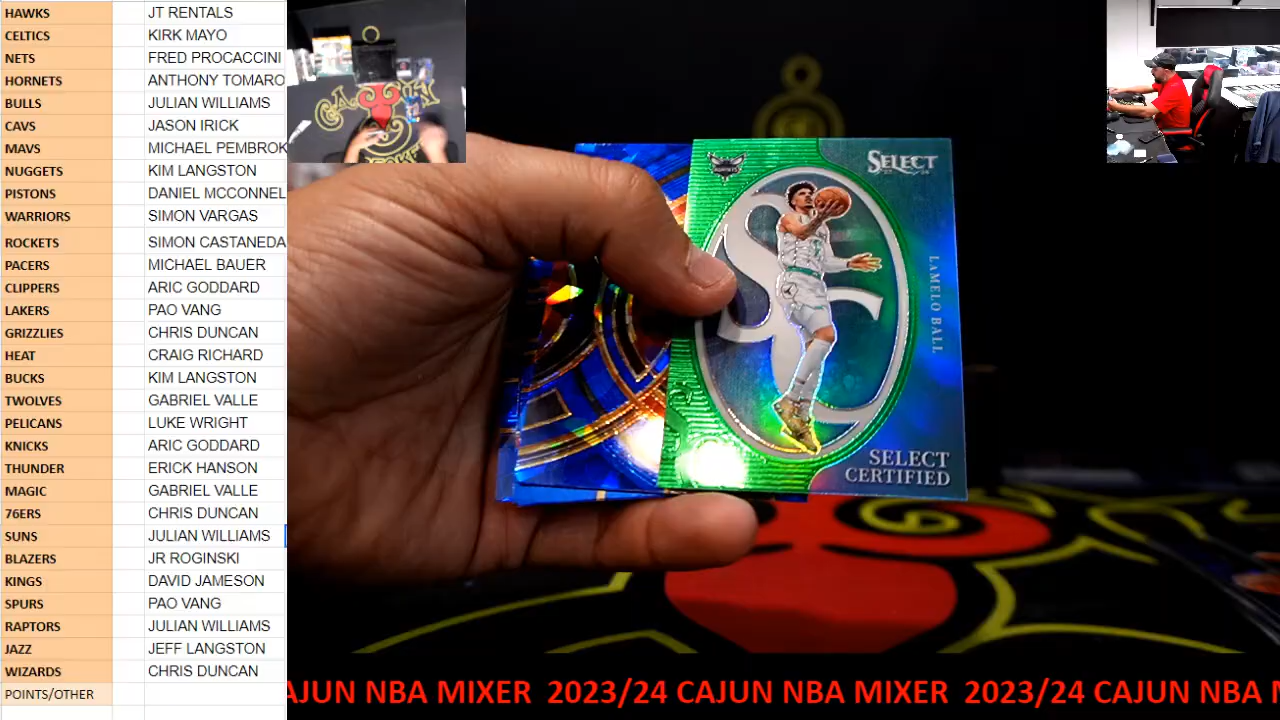 HAWKS JT RENTALS
CELTICS KIRK MAYO
NETS FRED PROCACCINI
HORNETS ANTHONY TOMARO
BULLS JULIAN WILLIAMS
CAVS JASON IRICK
MAVS MICHAEL PEMBROK
NUGGETS KIM LANGSTON
PISTONS DANIEL MCCONNEL
WARRIORS SIMON VARGAS
ROCKETS SIMON CASTANEDA
PACERS MICHAEL BAUER
CLIPPERS ARIC GODDARD
LAKERS PAO VANG
GRIZZLIES CHRIS DUNCAN
HEAT CRAIG RICHARD
BUCKS KIM LANGSTON
TWOLVES GABRIEL VALLE
PELICANS LUKE WRIGHT
KNICKS ARIC GODDARD
THUNDER ERICK HANSON
MAGIC GABRIEL VALLE
76ERS CHRIS DUNCAN
SUNS JULIAN WILLIAMS
BLAZERS JR ROGINSKI
KINGS DAVID JAMESON
SPURS PAO VANG
RAPTORS JULIAN WILLIAMS
JAZZ JEFF LANGSTON
WIZARDS CHRIS DUNCAN
POINTS/OTHER
HORNETS
SELECT
LAMELO BALL
SC
SELECT
CERTIFIED
AJUN NBA MIXER 2023/24 CAJUN NBA MIXER 2023/24 CAJUN NBA